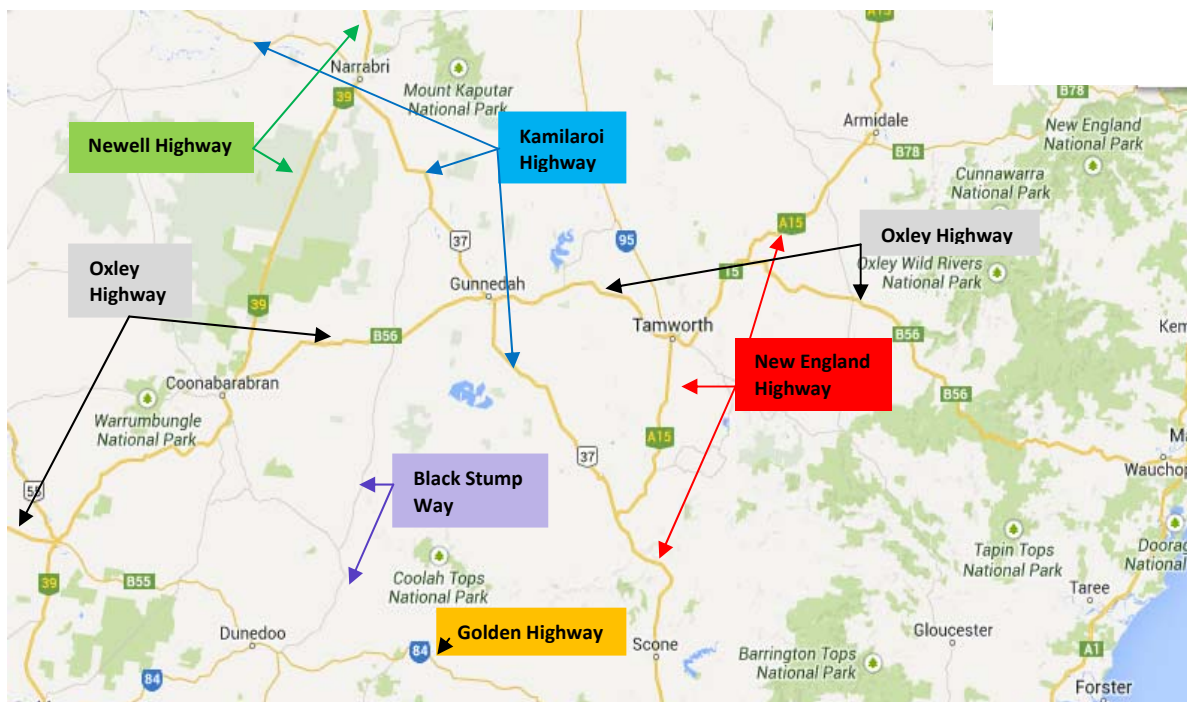 A15
Narrabri
Mount Kaputar
National Park
39
B78
Armidale
New England
National Park
Newell Highway
Kamilaroi
Highway
B78
Cunnawarra
National Park
A15
Oxley Highway
37
95
Oxley
Highway
Oxley Wild Rivers
National Park
15
Gunnedah
39
B56
Tamworth
B56
Kem
New England
Highway
Coonabarabran
B56
Warrumbungle
National Park
A15
Ma
37
Wauchop
Black Stump
Way
55
Tapin Tops
National Park
Doorag
National
39
B55
Coolah Tops
National Park
Taree
Dunedoo
Golden Highway
Gloucester
84
Scone
A1
84
Barrington Tops
National Park
Forster